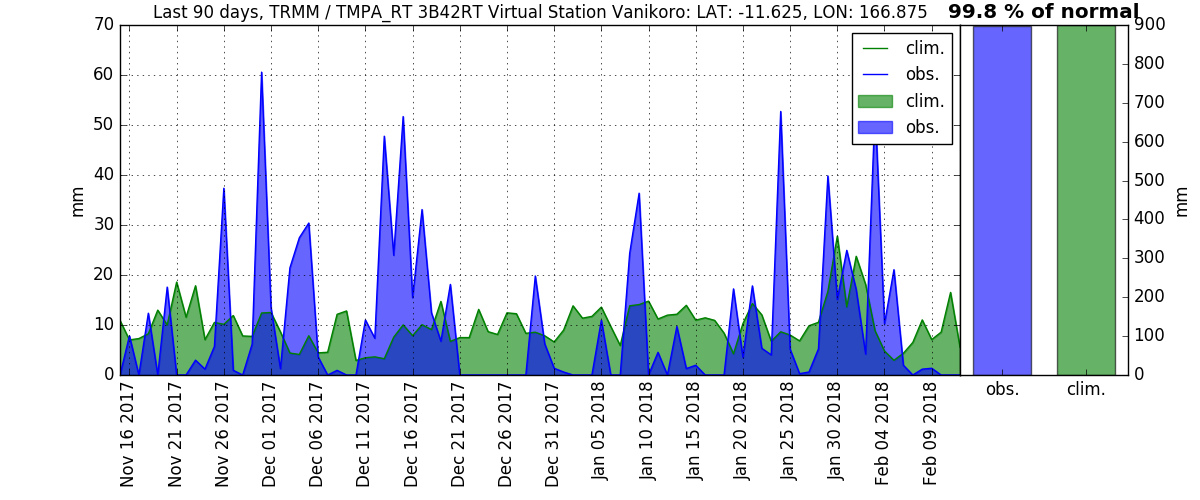 Last 90 days, TRMM / TMPA_RT 3B42RT Virtual Station Vanikoro: LAT: -11.625, LON: 166.875
99.8 % of normal
70
60
50
40
30
20
10
0
mm
clim.
obs.
clim.
obs.
900
800
700
600
500
400
300
200
100
0
mm
Nov 16 2017
Nov 21 2017
Nov 26 2017
Dec 01 2017
Dec 06 2017
Dec 11 2017
Dec 16 2017
Dec 21 2017
Dec 26 2017
Dec 31 2017
Jan 05 2018
Jan 10 2018
Jan 15 2018
Jan 20 2018
Jan 25 2018
Jan 30 2018
Feb 04 2018
Feb 09 2018
obs.
clim.